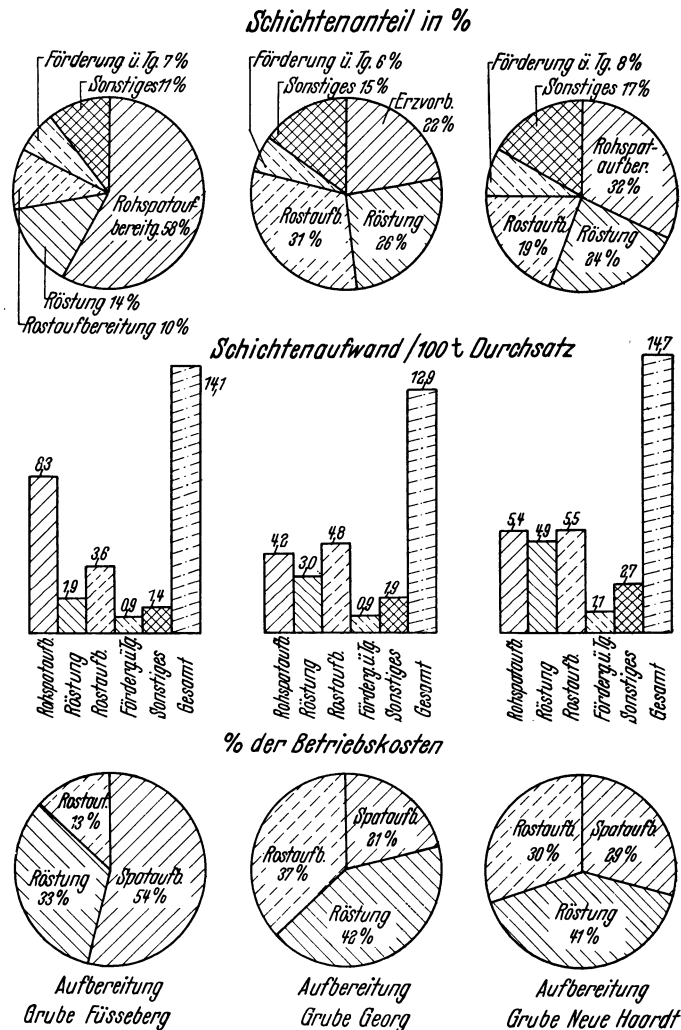 Schichtenanteil in %
Förderung ü. Tg. 7%
Sonstiges 11%
Rohspatauf.
bereitg. 58%
Röstung 14%
Rostaufbereitung 10%
Förderung ü. Tg. 6%
Sonstiges 15%
Erzvorb.
22%
Rostaufb.
31%
Röstung
26%
Förderung ü. Tg. 8%
Sonstiges 17%
Rohspat-
aufber.
32%
Rostaufb.
19%
Röstung
24%
Schichtenaufwand/100 t Durchsatz
8,3
1,9
3,6
0,9
1,4
14,1
Rohspataufb.
Röstung
Rostaufb.
Förderg.ü.Tg.
Sonstiges
Gesamt
4,2
3,0
4,8
0,9
1,9
12,9
Rohspataufb.
Röstung
Rostaufb.
Förderg.ü.Tg.
Sonstiges
Gesamt
5,4
4,9
5,5
1,1
2,7
14,7
Rohspataufb.
Röstung
Rostaufb.
Förderg.ü.Tg.
Sonstiges
Gesamt
% der Betriebskosten
Rostauf.
13%
Röstung
33%
Spataufb.
54%
Rostaufb.
37%
Spataufb.
21%
Röstung
42%
Rostaufb.
30%
Spataufb.
29%
Röstung
41%
Aufbereitung
Grube Füsseberg
Aufbereitung
Grube Georg
Aufbereitung
Grube Neue Haardt